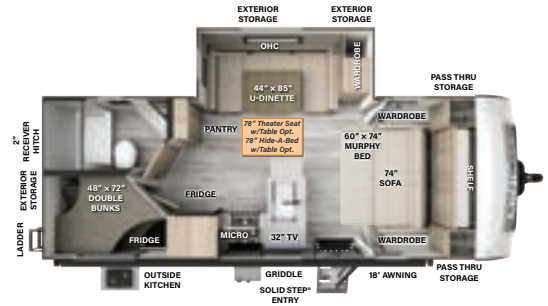 EXTERIOR
STORAGE
EXTERIOR
STORAGE
OHC
WARDROBE
44" x 85"
U-DINETTE
PASS THRU
STORAGE
WARDROBE
PANTRY
78" Theater Seat
w/Table Opt.
78" Hide-A-Bed
w/Table Opt.
60" x 74"
MURPHY
BED
74"
SOFA
SHELF
2"
RECEIVER
HITCH
EXTERIOR
STORAGE
LADDER
48" x 72"
DOUBLE
BUNKS
FRIDGE
FRIDGE
MICRO
32" TV
WARDROBE
OUTSIDE
KITCHEN
GRIDDLE
SOLID STEP®
ENTRY
18' AWNING
PASS THRU
STORAGE